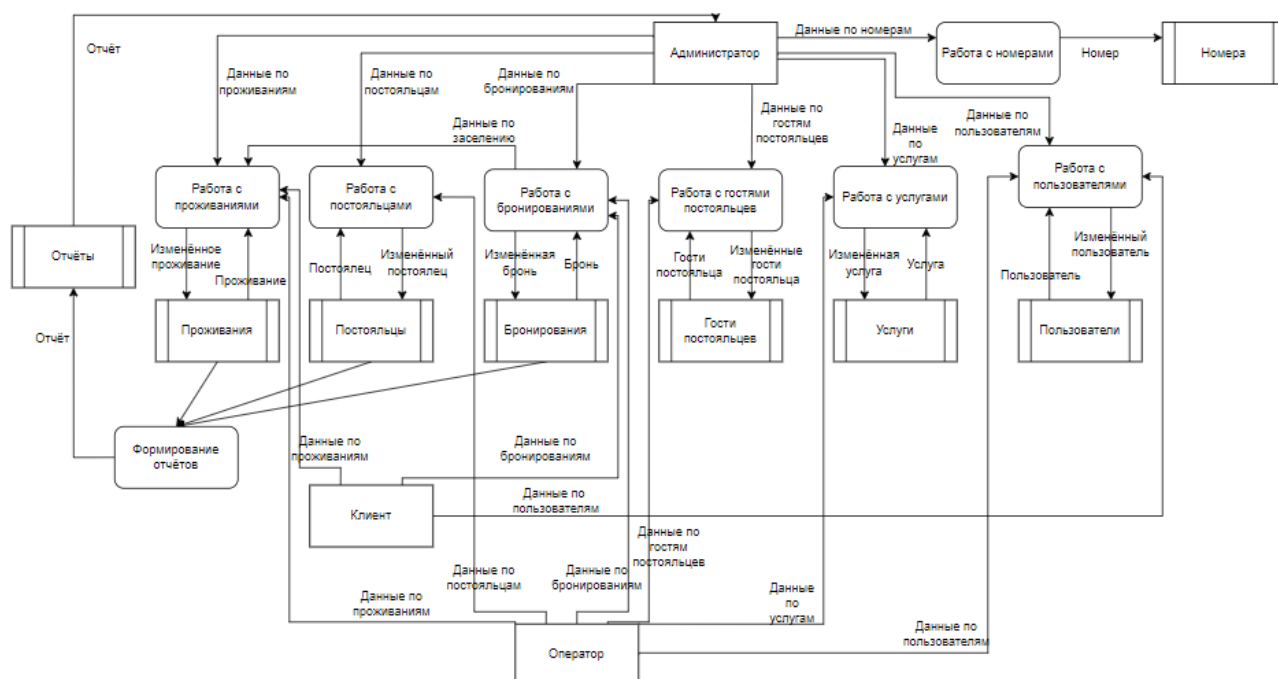 Отчёт
Администратор
Данные по номерам
Работа с номерами
Номер
Номера
Данные по
проживаниям
Данные по
постояльцам
Данные по
бронированиям
Данные по
заселению
Данные по
гостям
постояльцев
Данные
по
услугам
Данные по
пользователям
Работа с
проживаниями
Работа с
постояльцами
Работа с
бронированиями
Работа с гостями
постояльцев
Работа с услугами
Работа с
пользователями
Отчёты
Изменённое
проживание
Проживание
Постоялец
Изменённый
постоялец
Изменённая
бронь
Бронь
Гости
постояльца
Изменённые
гости
постояльца
Изменённая
услуга
Услуга
Пользователь
Изменённый
пользователь
Отчёт
Проживания
Постояльцы
Бронирования
Гости
постояльцев
Услуги
Пользователи
Формирование
отчётов
Данные по
проживаниям
Данные по
бронированиям
Клиент
Данные по
пользователям
Данные по
гостям
постояльцев
Данные по
постояльцам
Данные по
бронированиям
Данные по
проживаниям
Данные
по
услугам
Оператор
Данные по
пользователям